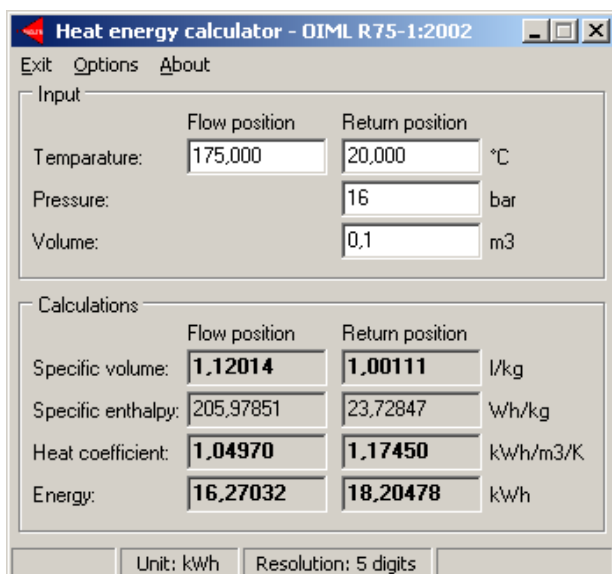 Heat energy calculator - OIML R75-1:2002
Exit Options About
Input
Flow position Return position
Temparature: 175,000 20,000 °C
Pressure: 16 bar
Volume: 0,1 m3
Calculations
Flow position Return position
Specific volume: 1,12014 1,00111 l/kg
Specific enthalpy: 205,97851 23,72847 Wh/kg
Heat coefficient: 1,04970 1,17450 kWh/m3/K
Energy: 16,27032 18,20478 kWh
Unit: kWh Resolution: 5 digits